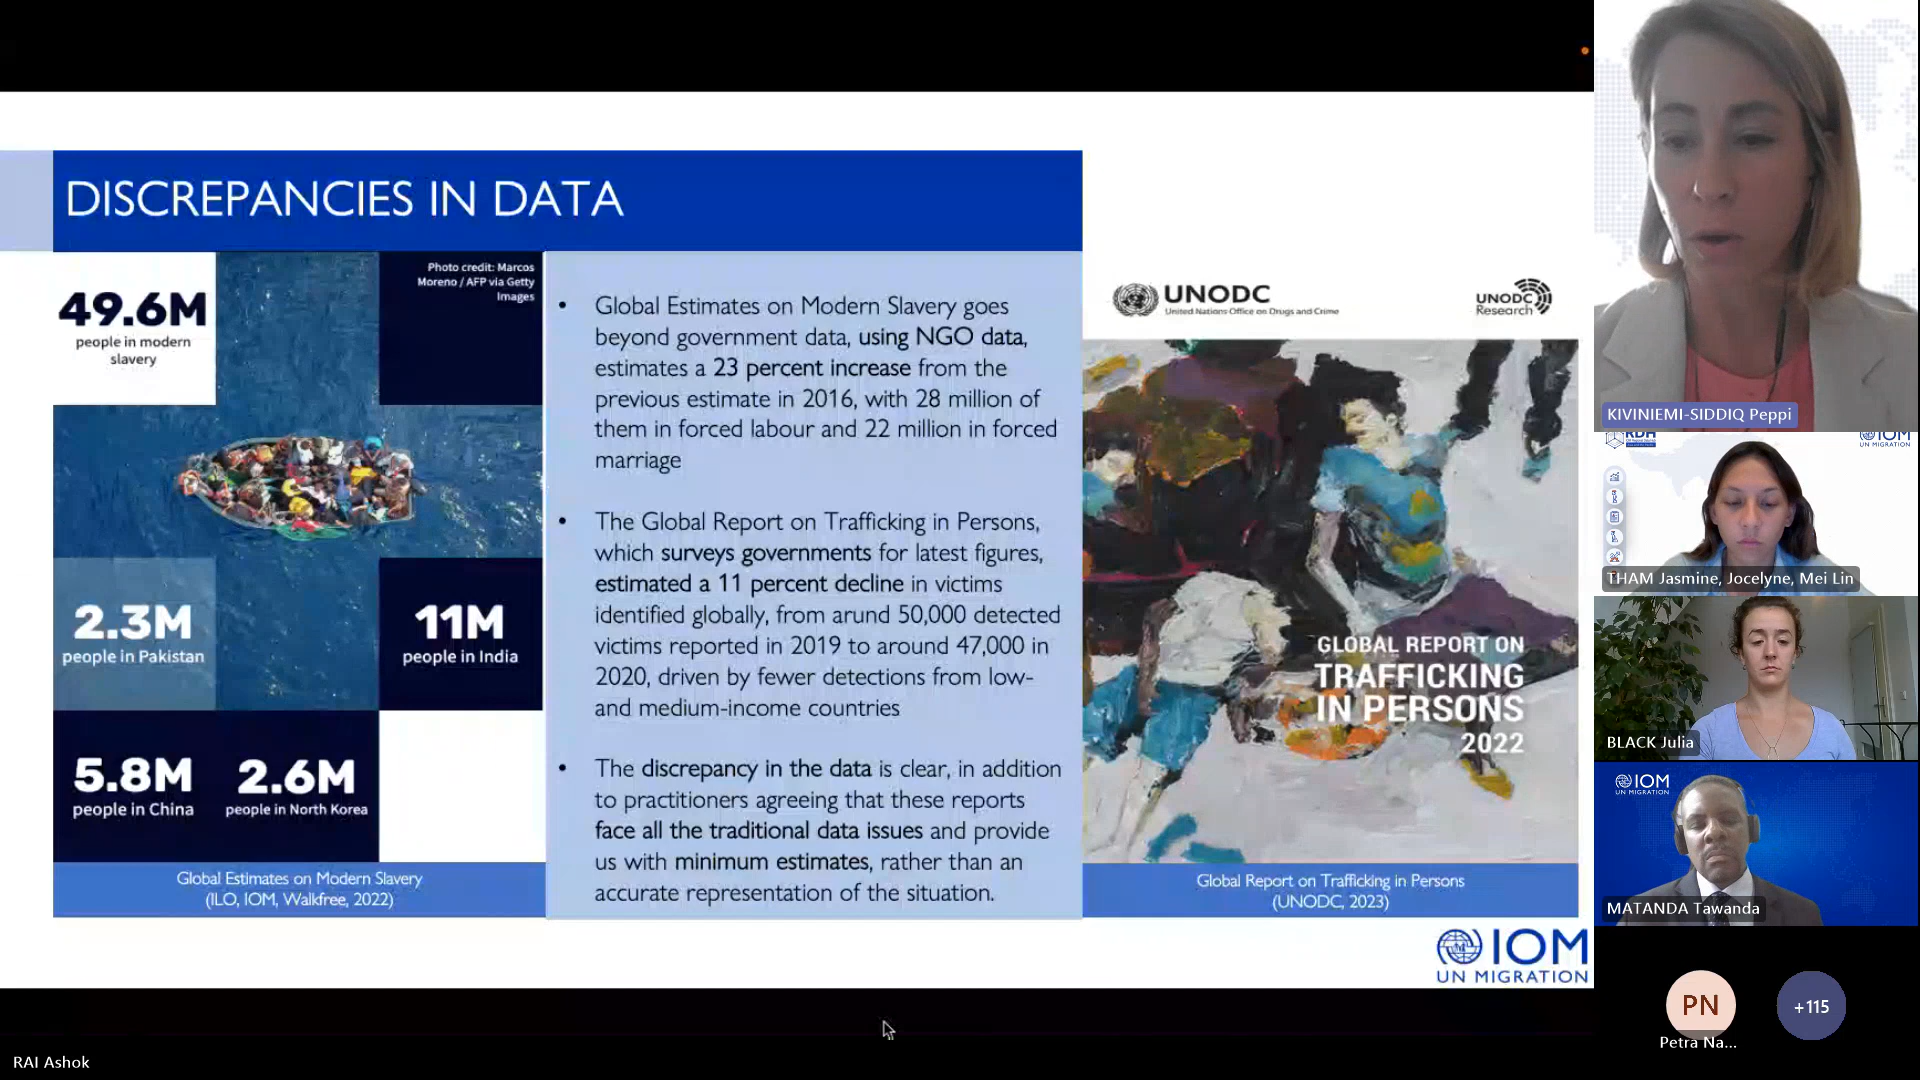 DISCREPANCIES IN DATA
49.6M
people in modern
slavery
Photo credit: Marcos
Moreno / AFP via Getty
Images
2.3M
people in Pakistan
11M
people in India
5.8M
people in China
2.6M
people in North Korea
Global Estimates on Modern Slavery
(ILO, IOM, Walkfree, 2022)
• Global Estimates on Modern Slavery goes
beyond government data, using NGO data,
estimates a 23 percent increase from the
previous estimate in 2016, with 28 million of
them in forced labour and 22 million in forced
marriage
• The Global Report on Trafficking in Persons,
which surveys governments for latest figures,
estimated a 11 percent decline in victims
identified globally, from arund 50,000 detected
victims reported in 2019 to around 47,000 in
2020, driven by fewer detections from low-
and medium-income countries
• The discrepancy in the data is clear, in addition
to practitioners agreeing that these reports
face all the traditional data issues and provide
us with minimum estimates, rather than an
accurate representation of the situation.
UNODC
United Nations Office on Drugs and Crime
UNODC
Research
GLOBAL REPORT ON
TRAFFICKING
IN PERSONS
2022
Global Report on Trafficking in Persons
(UNODC, 2023)
IOM
UN MIGRATION
KIVINIEMI-SIDDIQ Peppi
IOM
UN MIGRATION
THAM Jasmine, Jocelyne, Mei Lin
BLACK Julia
IOM
UN MIGRATION
MATANDA Tawanda
PN
Petra Na...
+115
RAI Ashok